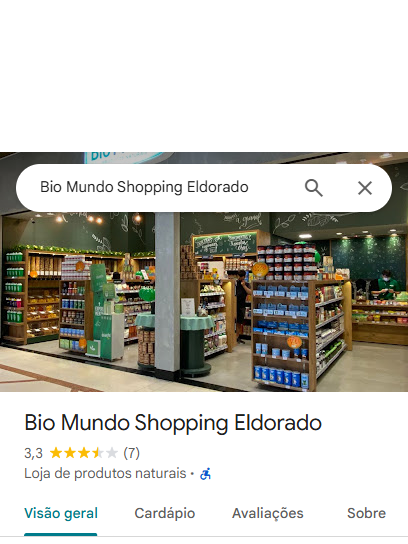 Bio Mundo Shopping Eldorado
Bio Mundo Shopping Eldorado
3,3 (7)
Loja de produtos naturais ·
Visão geral Cardápio Avaliações Sobre